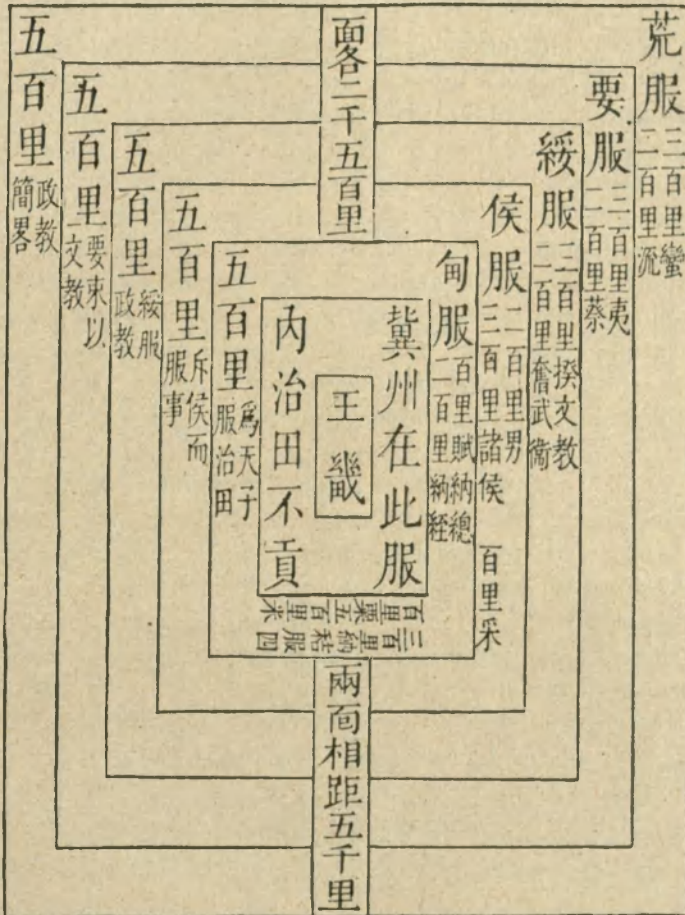 荒服
三百里蠻
二百里流
要服
三百里夷
二百里蔡
綏服
三百里揆文教
二百里奮武衛
侯服
二百里男
三百里諸侯
百里采
甸服
百里賦納總
二百里納銍
冀州在此服
面各二千五百里
王畿
兩面相距五千里
內治田不貢
三百里納秸服四
百里粟五百里米
五百里
爲天子
服治田
五百里
斥侯而
服事
五百里
綏服
政教
五百里
要束以
文教
五百里
政教
簡畧